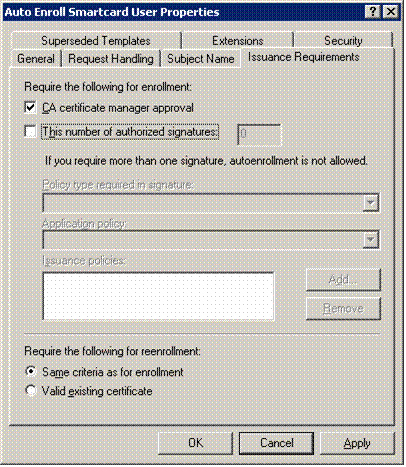 Auto Enroll Smartcard User Properties
Superseded Templates Extensions Security
General Request Handling Subject Name Issuance Requirements
Require the following for enrollment:
CA certificate manager approval
This number of authorized signatures: 0
If you require more than one signature, autoenrollment is not allowed.
Policy type required in signature:
Application policy:
Issuance policies:
Add...
Remove
Require the following for reenrollment:
Same criteria as for enrollment
Valid existing certificate
OK Cancel Apply